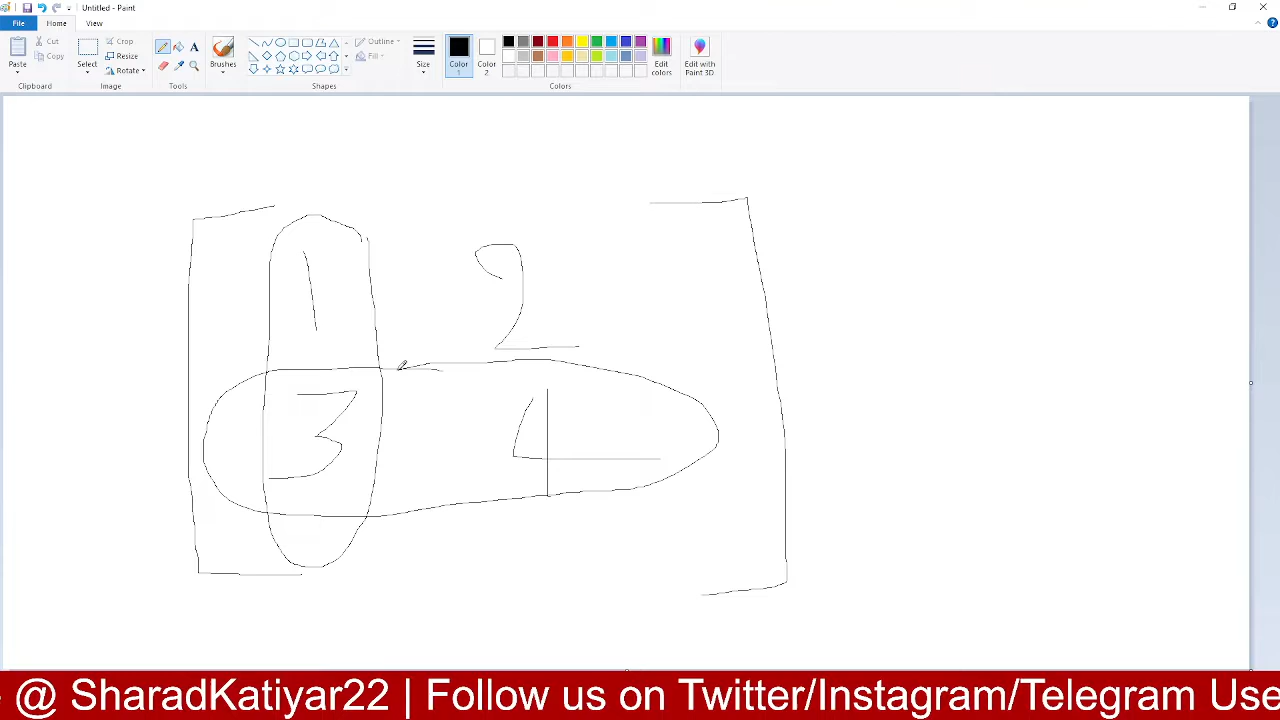 Untitled - Paint
File Home View
Paste Cut Copy Clipboard
Select Crop Resize Rotate Image
Tools
Brushes
Shapes Outline Fill
Size
Color 1 Color 2 Edit colors Colors
Edit with Paint 3D
1 2
3 4
@ SharadKatiyar22 | Follow us on Twitter/Instagram/Telegram Use